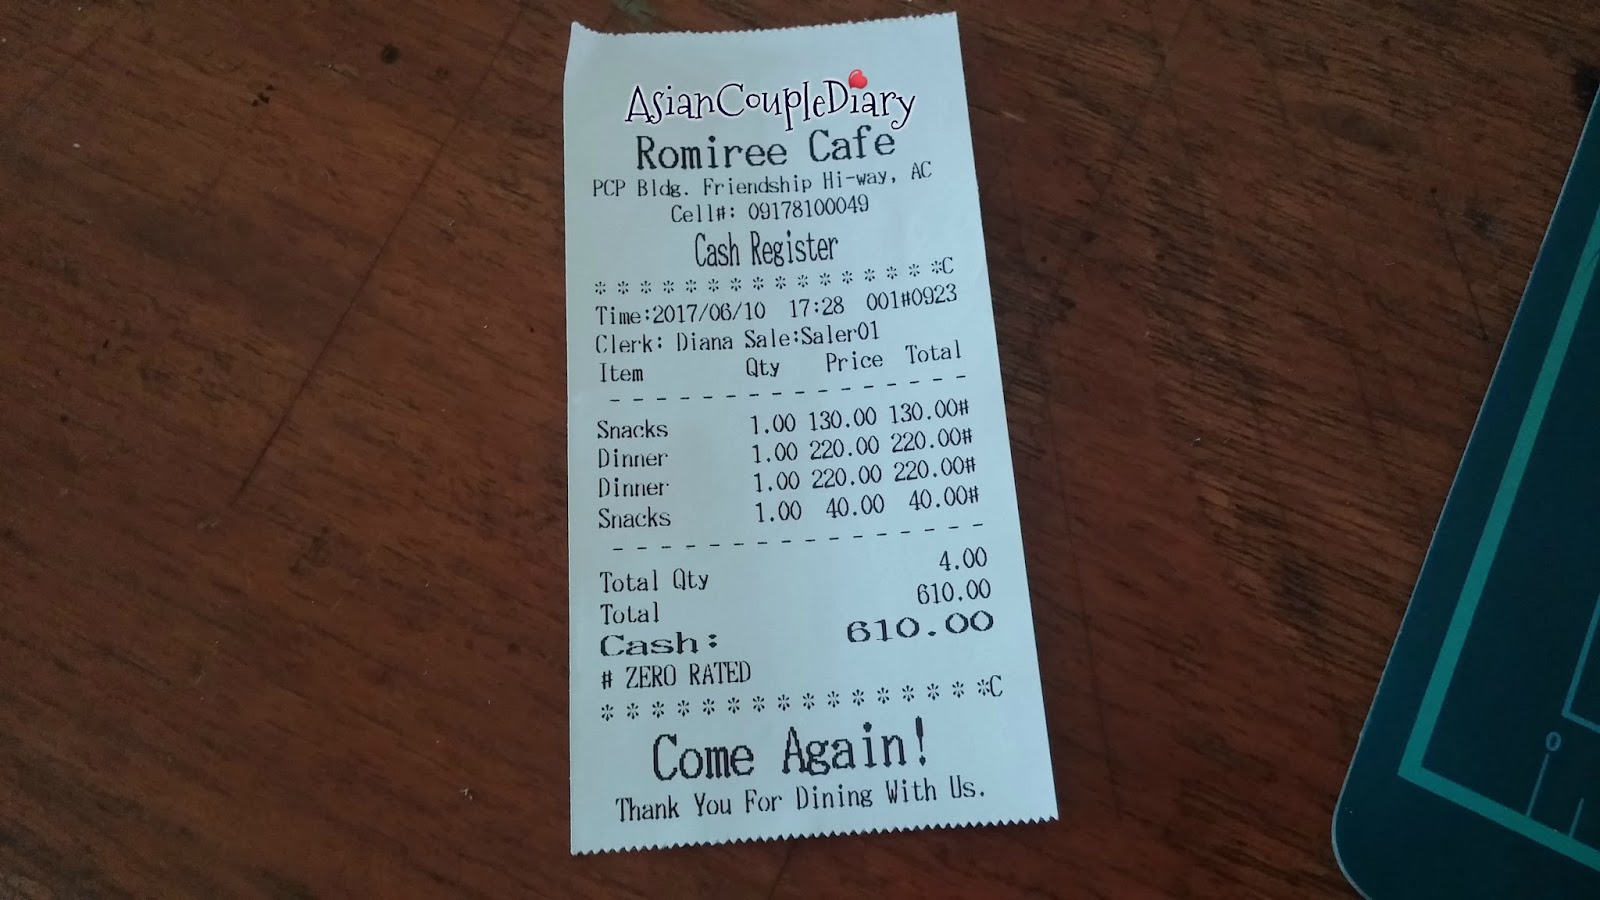 AsianCoupleDiary
Romiree Cafe
PCP Bldg. Friendship Hi-way, AC
Cell#: 09178100049
Cash Register
* * * * * * * * * * * * * * * *C
Time:2017/06/10 17:28 001#0923
Clerk: Diana Sale:Saler01
Item Qty Price Total
- - - - - - - - - - - - - - - -
Snacks 1.00 130.00 130.00#
Dinner 1.00 220.00 220.00#
Dinner 1.00 220.00 220.00#
Snacks 1.00 40.00 40.00#
- - - - - - - - - - - - - - - -
Total Qty 4.00
Total 610.00
Cash: 610.00
# ZERO RATED
* * * * * * * * * * * * * * * *C
Come Again!
Thank You For Dining With Us.
0